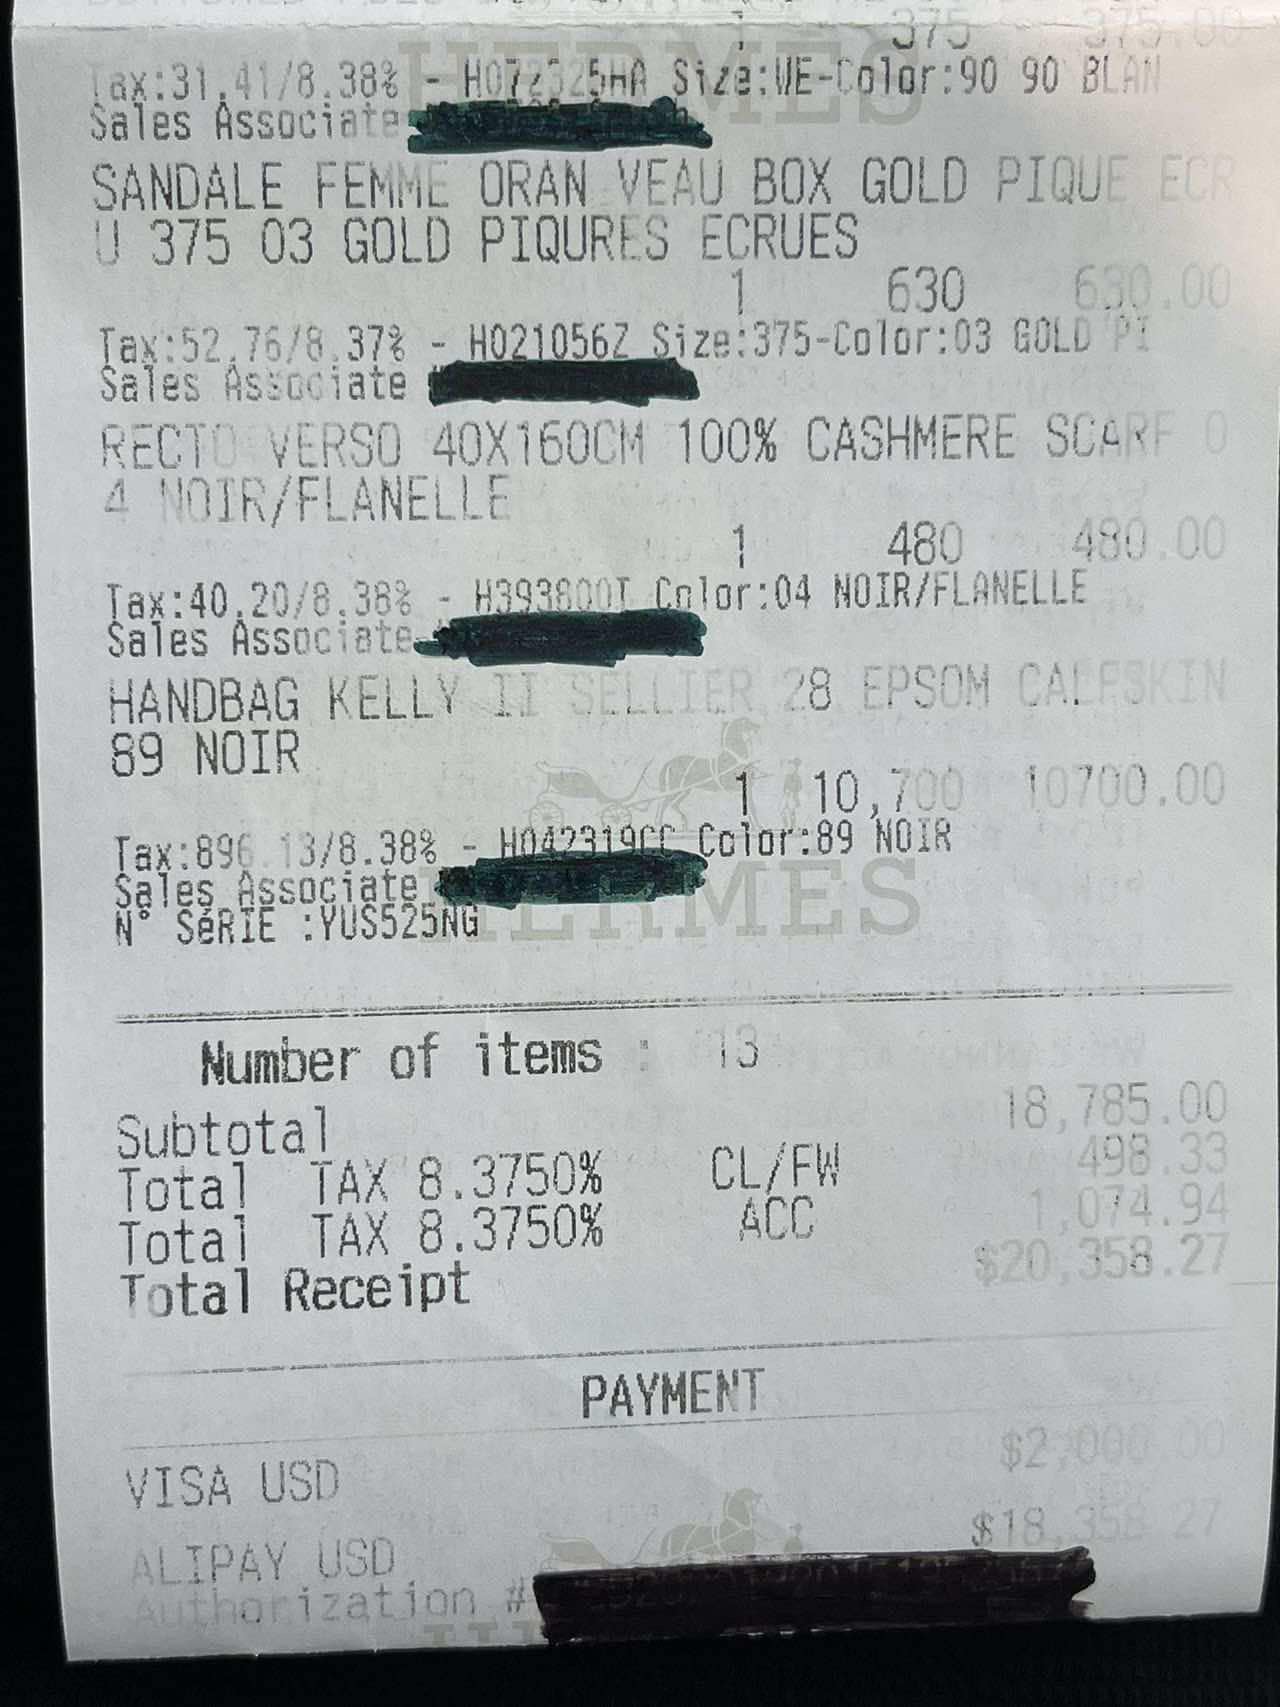 1 375 375.00
Tax:31.41/8.38% - Size:WE-Color:90 90 BLAN
Sales Associate
SANDALE FEMME ORAN VEAU BOX GOLD PIQUE ECR
U 375 03 GOLD PIQURES ECRUES
1 630 630.00
Tax:52.76/8.37% - H021056Z Size:375-Color:03 GOLD PI
Sales Associate
RECTO VERSO 40X160CM 100% CASHMERE SCARF 0
4 NOIR/FLANELLE
1 480 480.00
Tax:40.20/8.38% - H393800T Color:04 NOIR/FLANELLE
Sales Associate
HANDBAG KELLY II SELLIER 28 EPSOM CALFSKIN
89 NOIR
1 10,700 10700.00
Tax:896.13/8.38% - H042319CC Color:89 NOIR
Sales Associate
HERMES
N° SéRIE :YUS525NG
Number of items : 13
Subtotal 18,785.00
Total TAX 8.3750% CL/FW 498.33
Total TAX 8.3750% ACC 1,074.94
Total Receipt $20,358.27
PAYMENT
VISA USD $2,000.00
ALIPAY USD $18,358.27
Authorization #